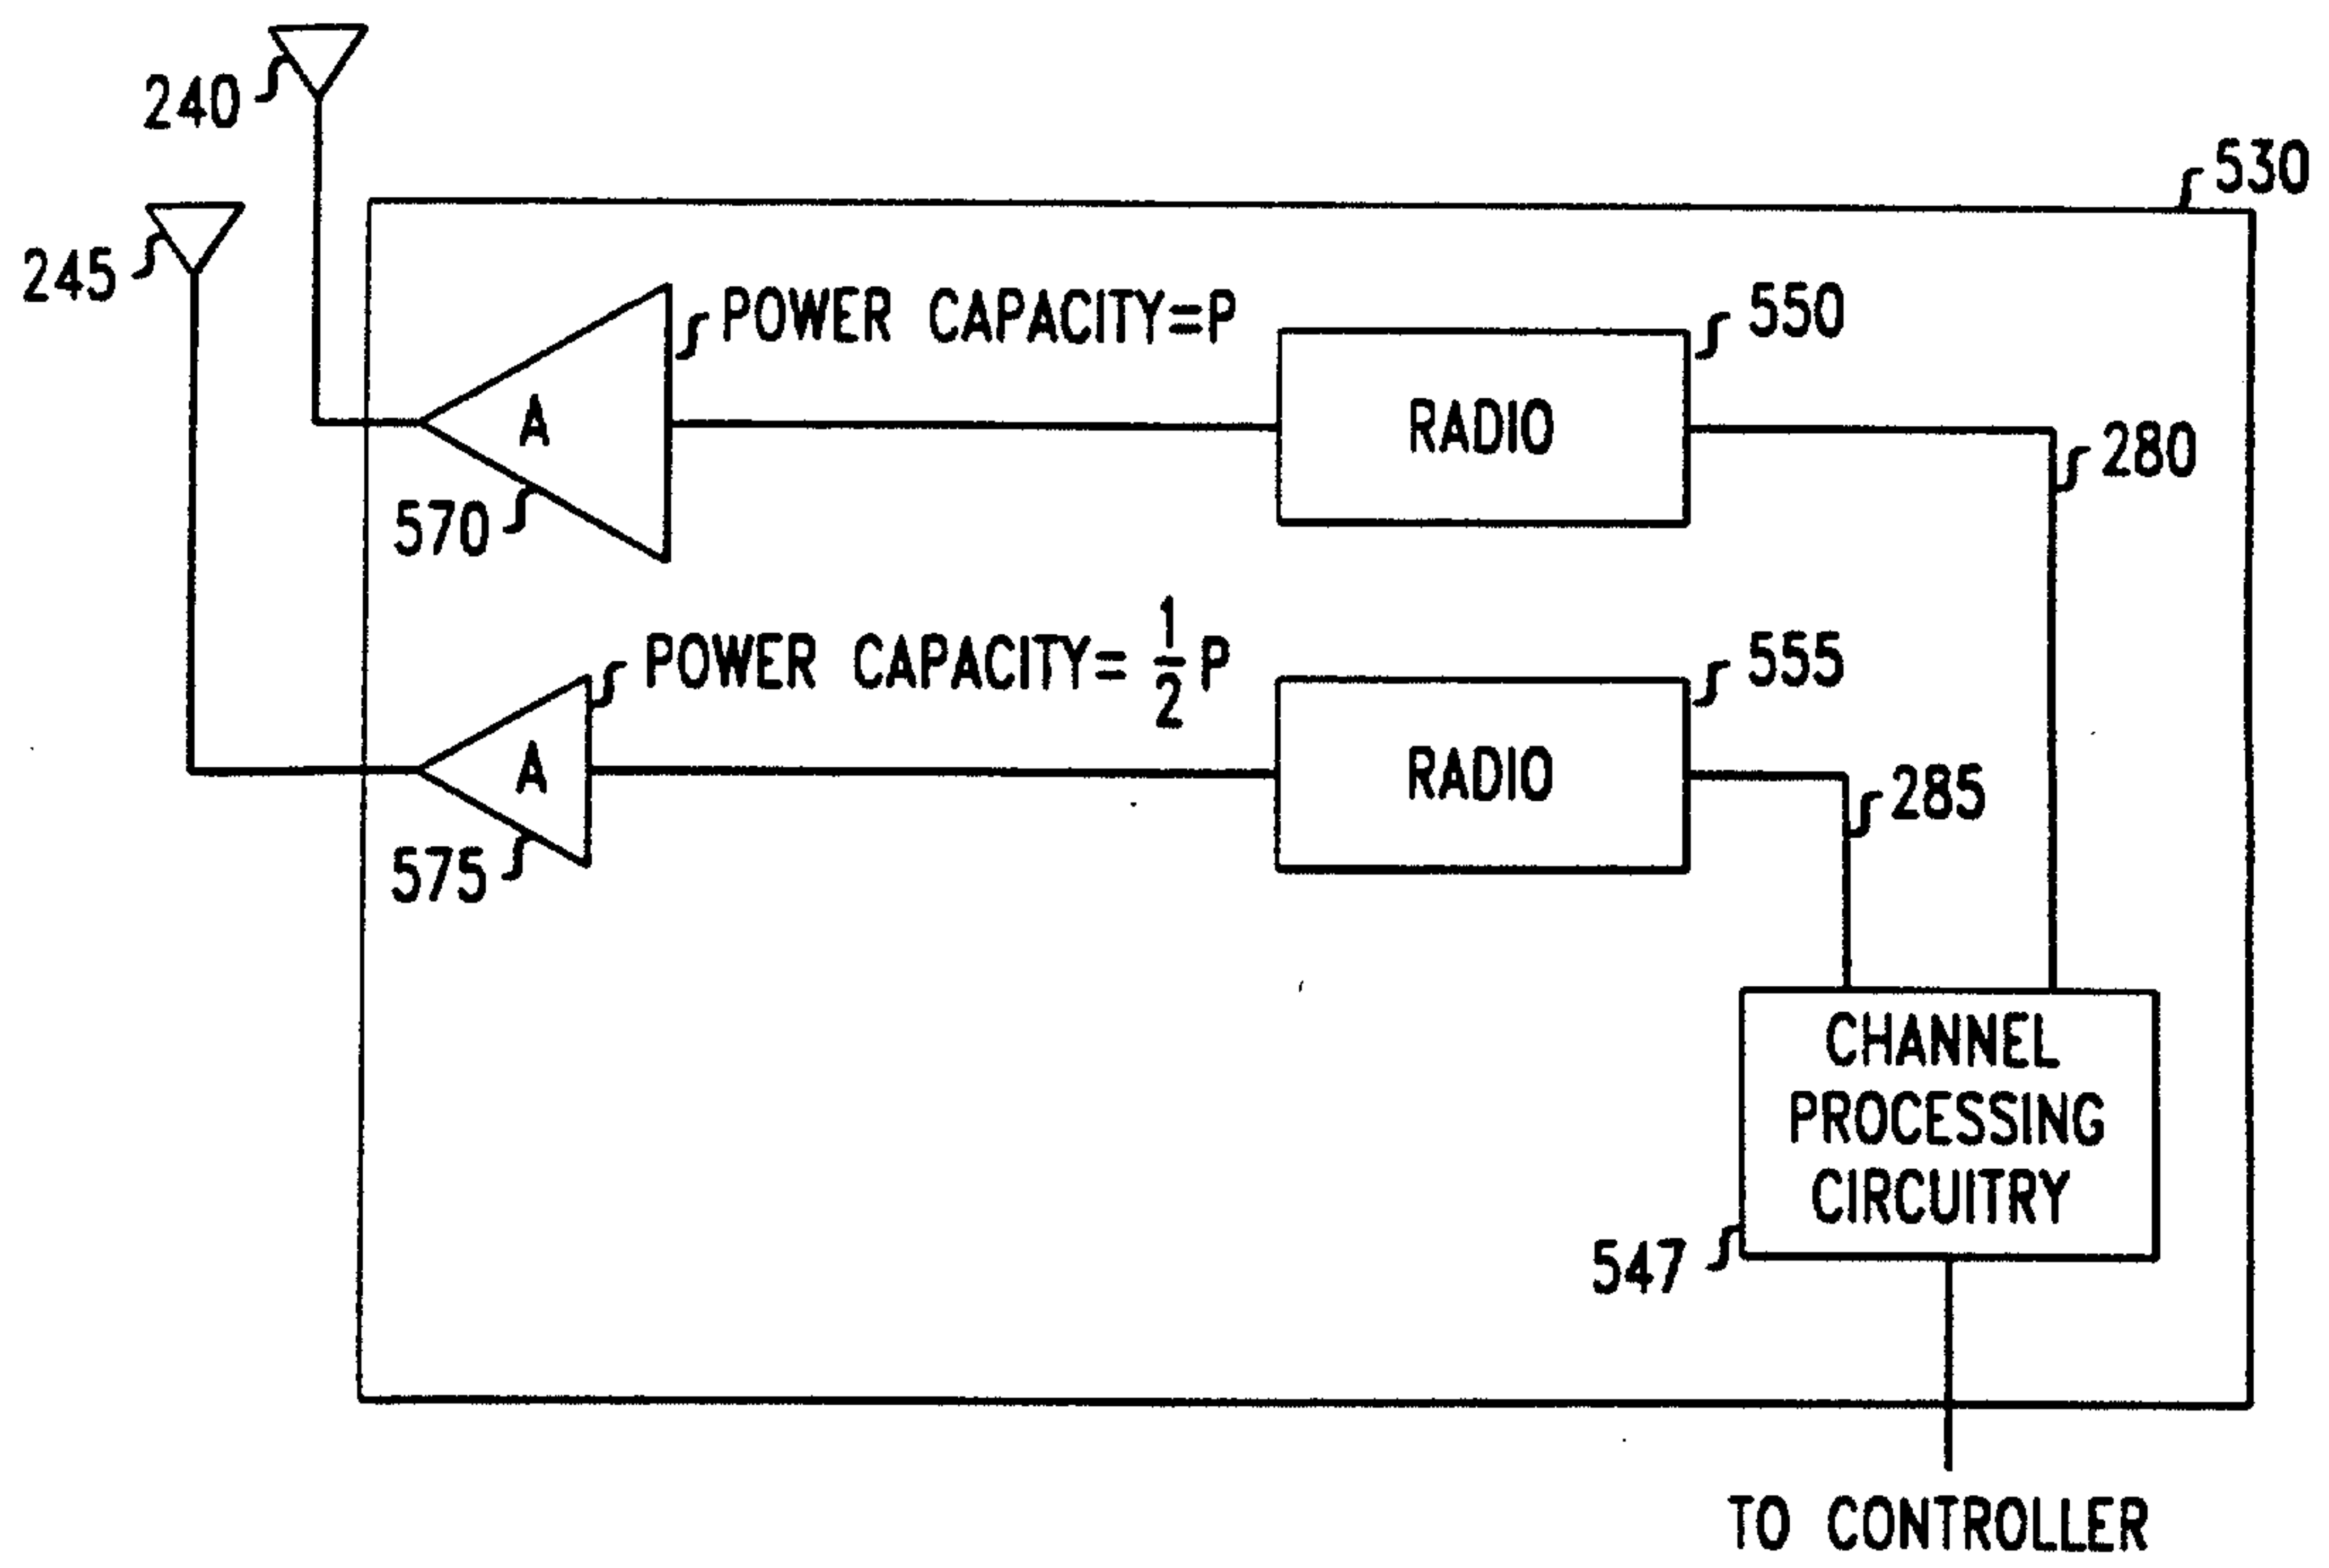 240
530
245
POWER CAPACITY=P
550
A
RADIO
280
570
POWER CAPACITY= 1/2 P
555
A
RADIO
285
575
CHANNEL
PROCESSING
CIRCUITRY
547
TO CONTROLLER